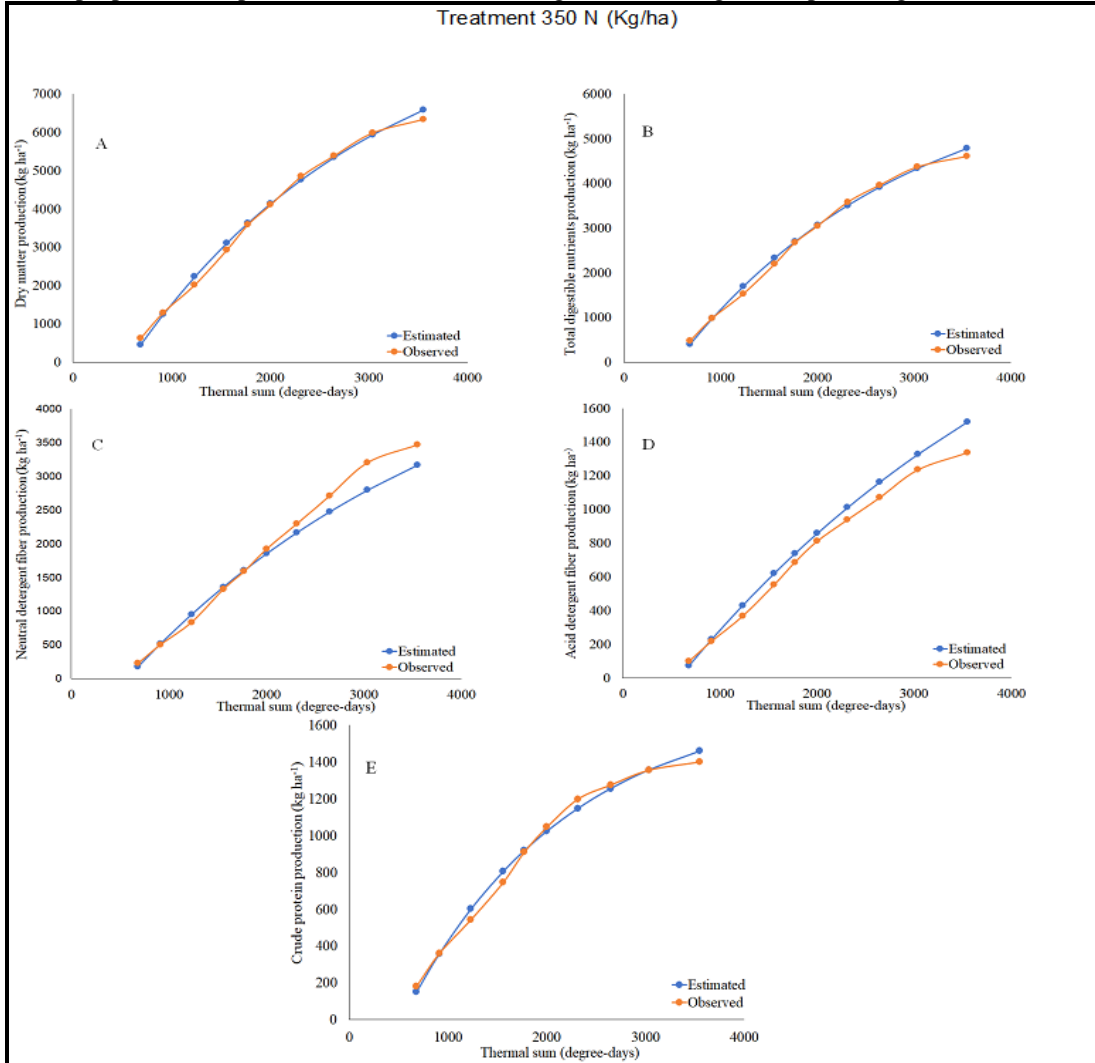 Treatment 350 N (Kg/ha)
A
Dry matter production (kg ha⁻¹)
7000
6000
5000
4000
3000
2000
1000
0
0 1000 2000 3000 4000
Thermal sum (degree-days)
Estimated
Observed
B
Total digestible nutrients production (kg ha⁻¹)
6000
5000
4000
3000
2000
1000
0
0 1000 2000 3000 4000
Thermal sum (degree-days)
Estimated
Observed
C
Neutral detergent fiber production (kg ha⁻¹)
4000
3500
3000
2500
2000
1500
1000
500
0
0 1000 2000 3000 4000
Thermal sum (degree-days)
Estimated
Observed
D
Acid detergent fiber production (kg ha⁻¹)
1600
1400
1200
1000
800
600
400
200
0
0 1000 2000 3000 4000
Thermal sum (degree-days)
Estimated
Observed
E
Crude protein production (kg ha⁻¹)
1600
1400
1200
1000
800
600
400
200
0
0 1000 2000 3000 4000
Thermal sum (degree-days)
Estimated
Observed